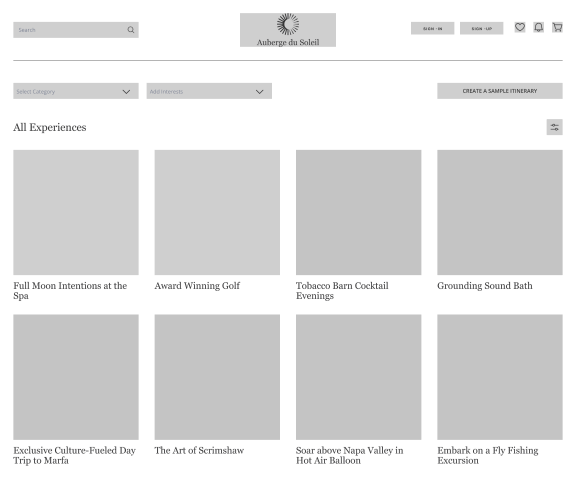 Search
Auberge du Soleil
SIGN - IN
SIGN - UP
Select Category
Add Interests
CREATE A SAMPLE ITINERARY
All Experiences
Full Moon Intentions at the
Spa
Award Winning Golf
Tobacco Barn Cocktail
Evenings
Grounding Sound Bath
Exclusive Culture-Fueled Day
Trip to Marfa
The Art of Scrimshaw
Soar above Napa Valley in
Hot Air Balloon
Embark on a Fly Fishing
Excursion